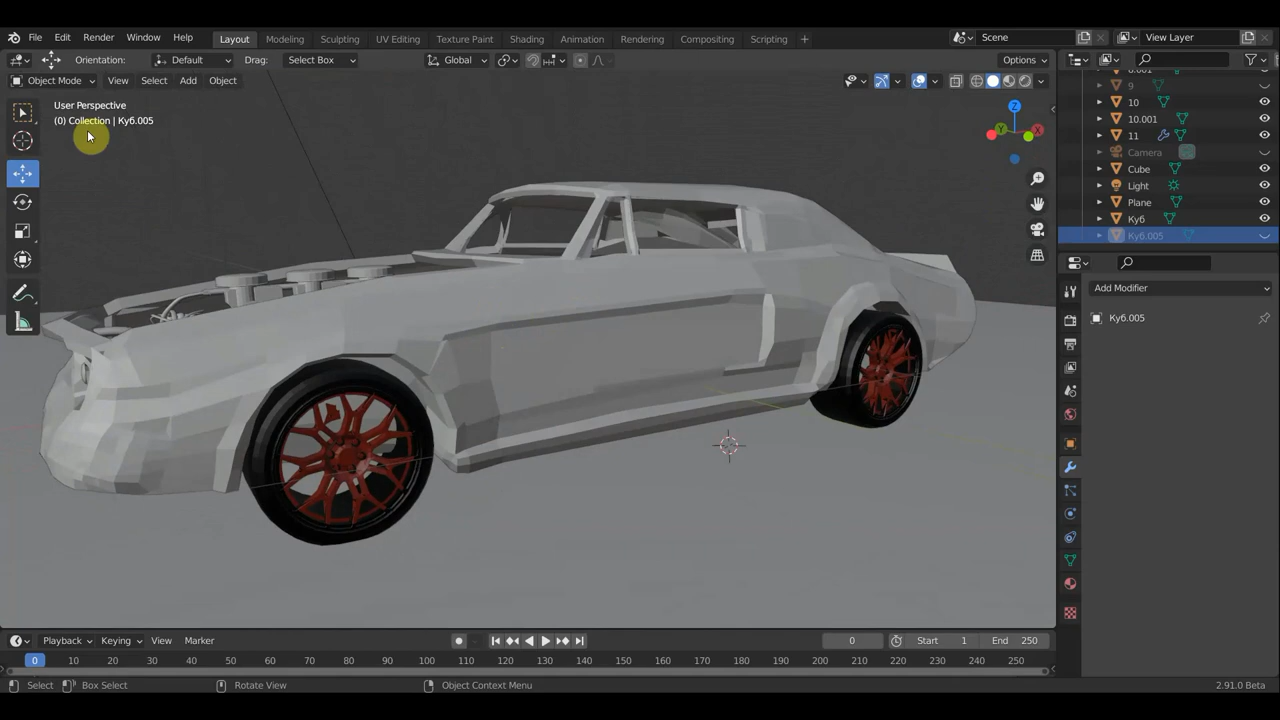 File Edit Render Window Help Layout Modeling Sculpting UV Editing Texture Paint Shading Animation Rendering Compositing Scripting + Scene View Layer
Orientation: Default Drag: Select Box Global Options
Object Mode View Select Add Object
User Perspective
(0) Collection | Куб.005
Z
Y X
9
10
10.001
11
Camera
Cube
Light
Plane
Куб
Куб.005
Add Modifier
Куб.005
Playback Keying View Marker 0 Start 1 End 250
0 10 20 30 40 50 60 70 80 90 100 110 120 130 140 150 160 170 180 190 200 210 220 230 240 250
Select Box Select Rotate View Object Context Menu 2.91.0 Beta